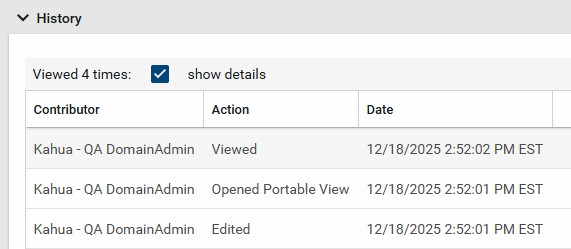 History
Viewed 4 times: show details
Contributor Action Date
Kahua - QA DomainAdmin Viewed 12/18/2025 2:52:02 PM EST
Kahua - QA DomainAdmin Opened Portable View 12/18/2025 2:52:01 PM EST
Kahua - QA DomainAdmin Edited 12/18/2025 2:52:01 PM EST